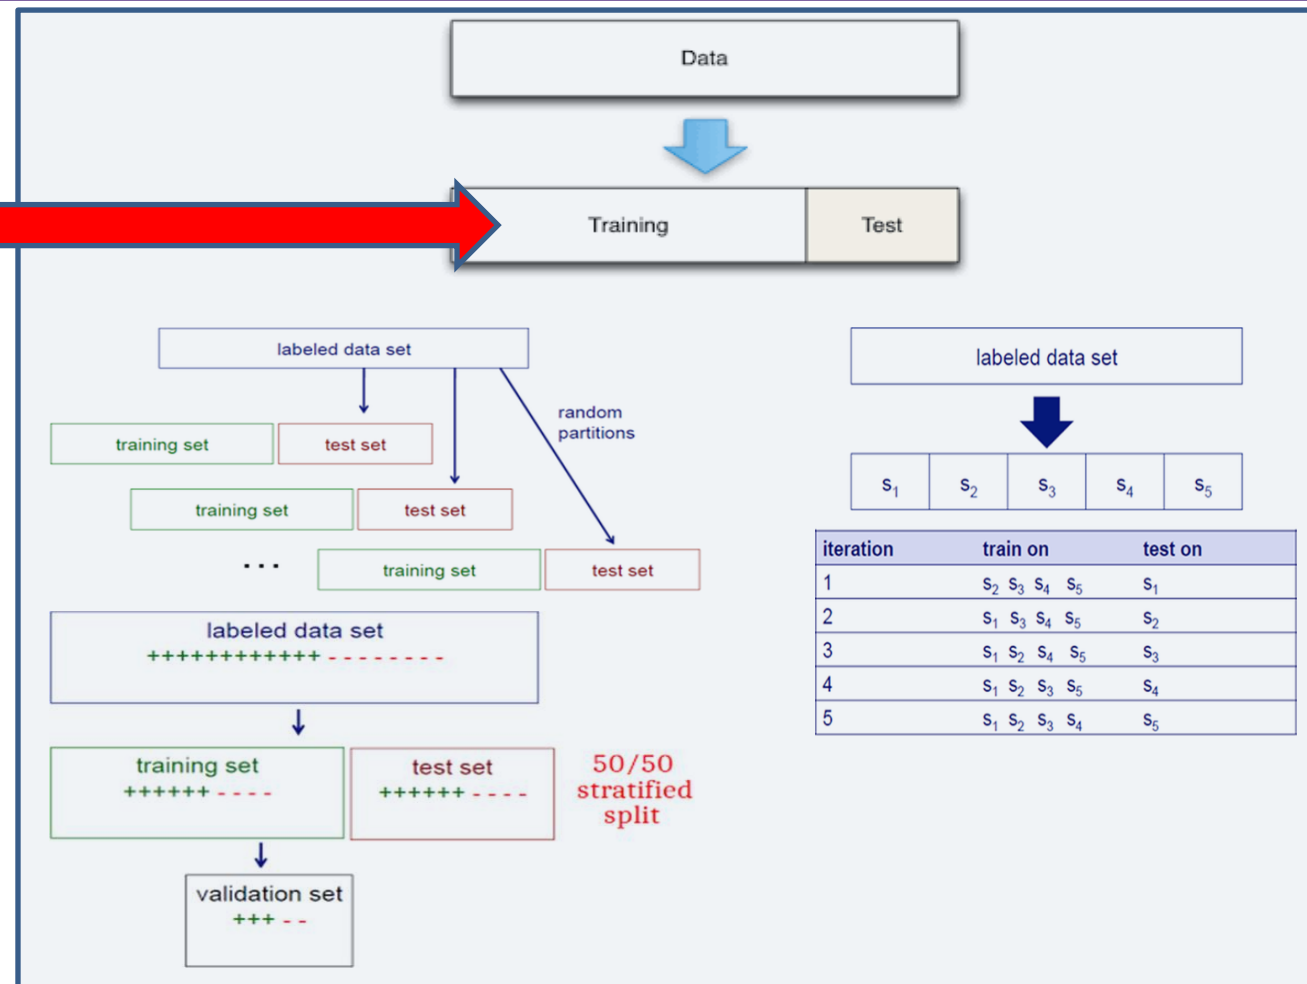 Data
Training Test
labeled data set
random
partitions
training set test set
training set test set
... training set test set
labeled data set
++++++++++++ - - - - - - - -
training set
++++++ - - - -
test set
++++++ - - - -
50/50
stratified
split
validation set
+++ - -
labeled data set
s1 s2 s3 s4 s5
iteration train on test on
1 s2 s3 s4 s5 s1
2 s1 s3 s4 s5 s2
3 s1 s2 s4 s5 s3
4 s1 s2 s3 s5 s4
5 s1 s2 s3 s4 s5